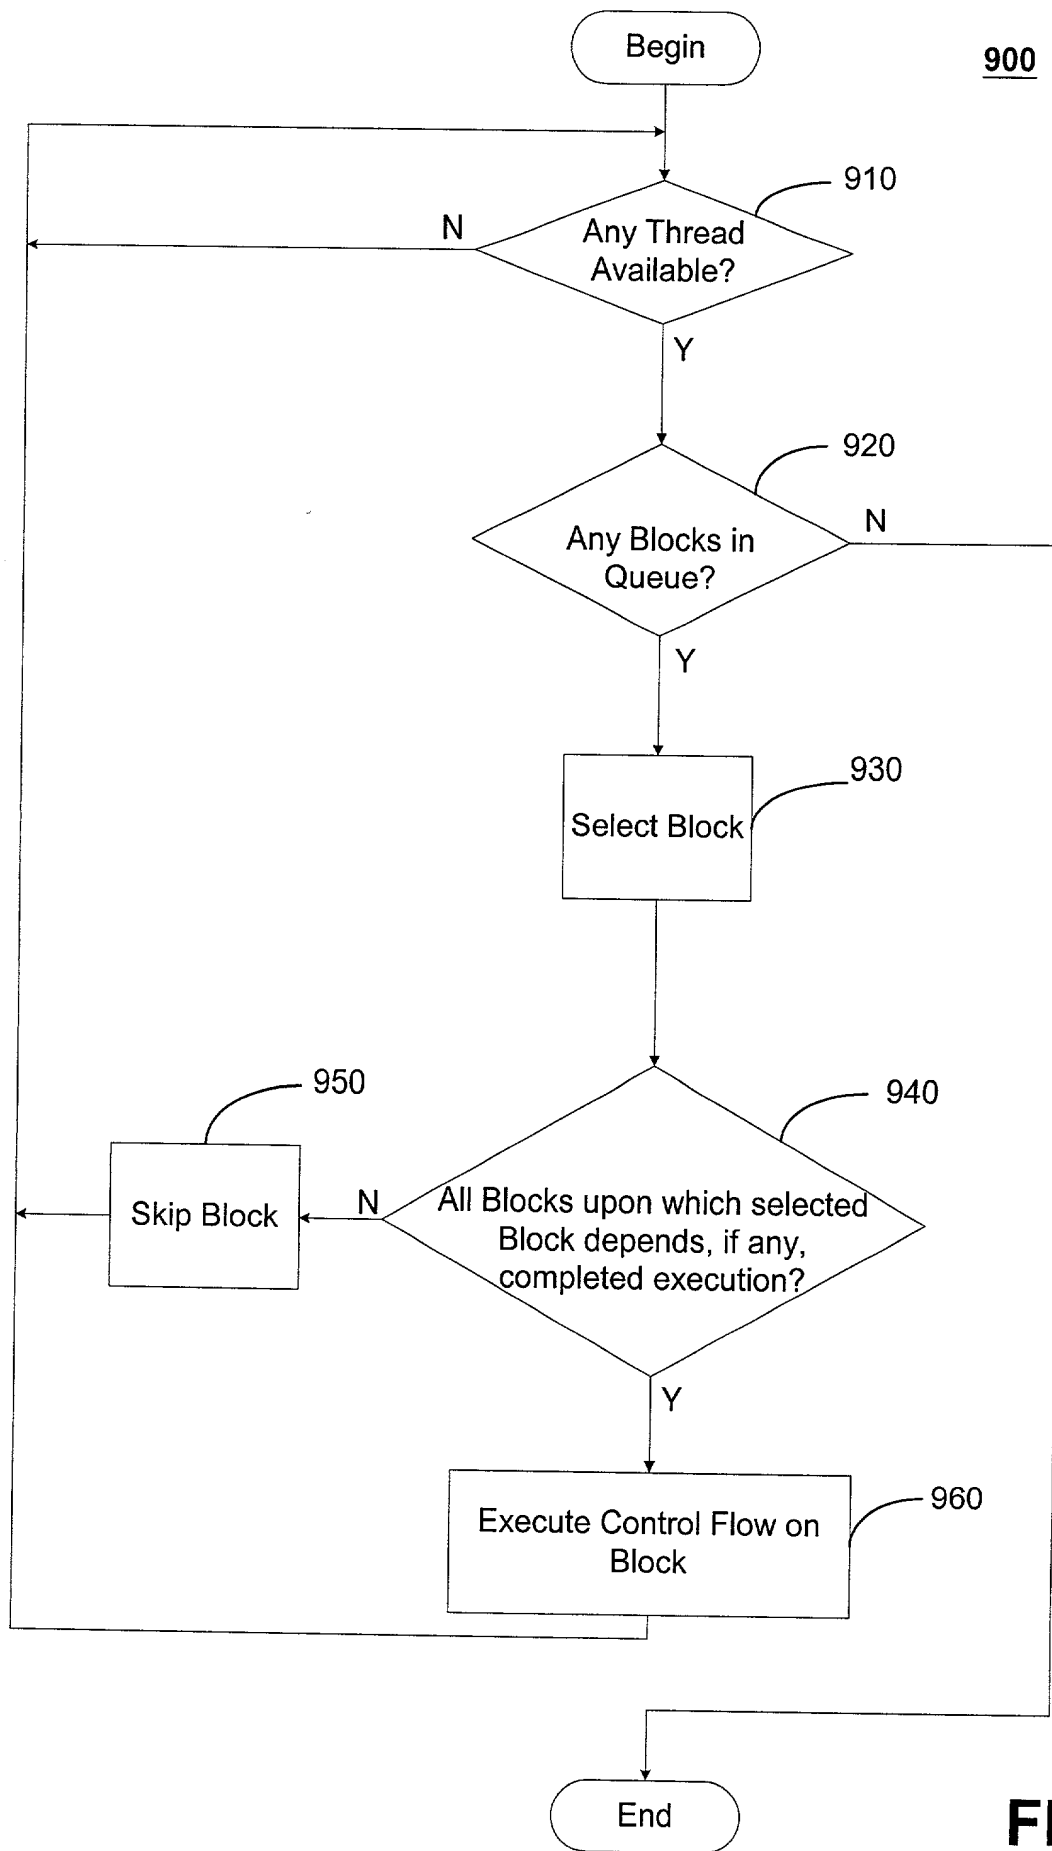 Begin
900
910
Any Thread
Available?
N
Y
920
Any Blocks in
Queue?
N
Y
930
Select Block
950
940
Skip Block
N
All Blocks upon which selected
Block depends, if any,
completed execution?
Y
960
Execute Control Flow on
Block
End